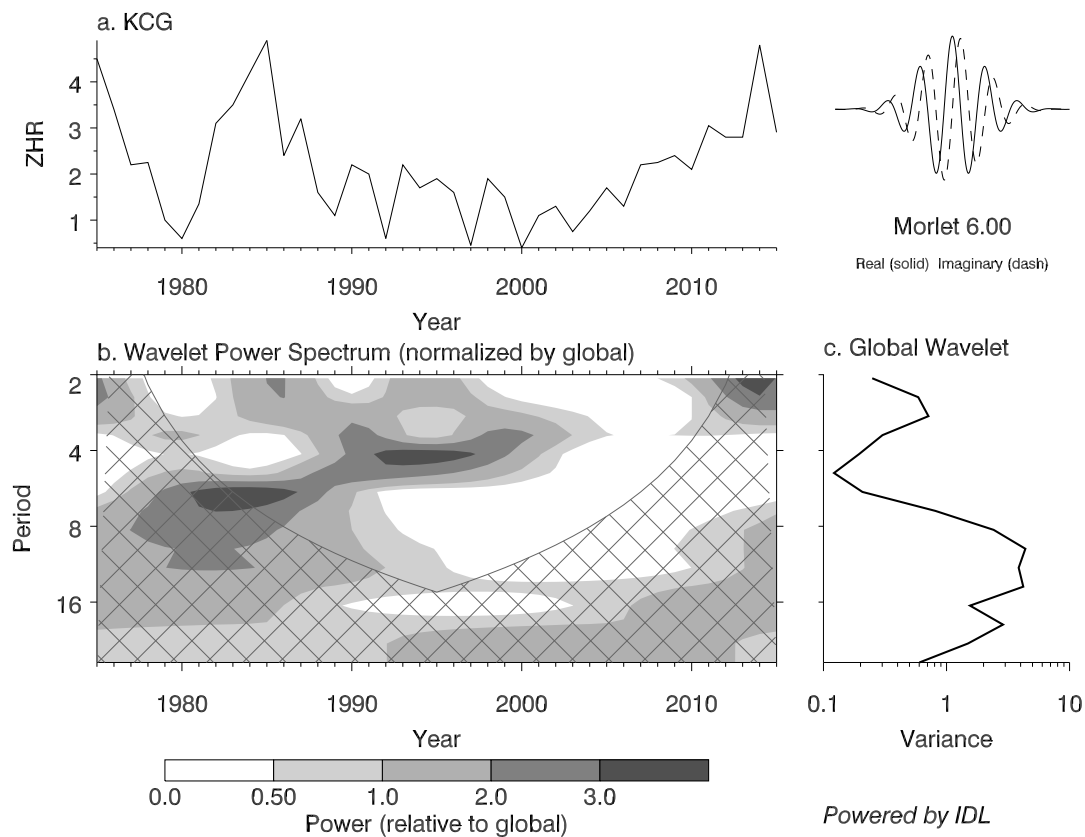 a. KCG
4
3
2
1
ZHR
1980 1990 2000 2010
Year
Morlet 6.00
Real (solid) Imaginary (dash)
b. Wavelet Power Spectrum (normalized by global)
2
4
8
16
Period
1980 1990 2000 2010
Year
0.0 0.50 1.0 2.0 3.0
Power (relative to global)
c. Global Wavelet
0.1 1 10
Variance
Powered by IDL